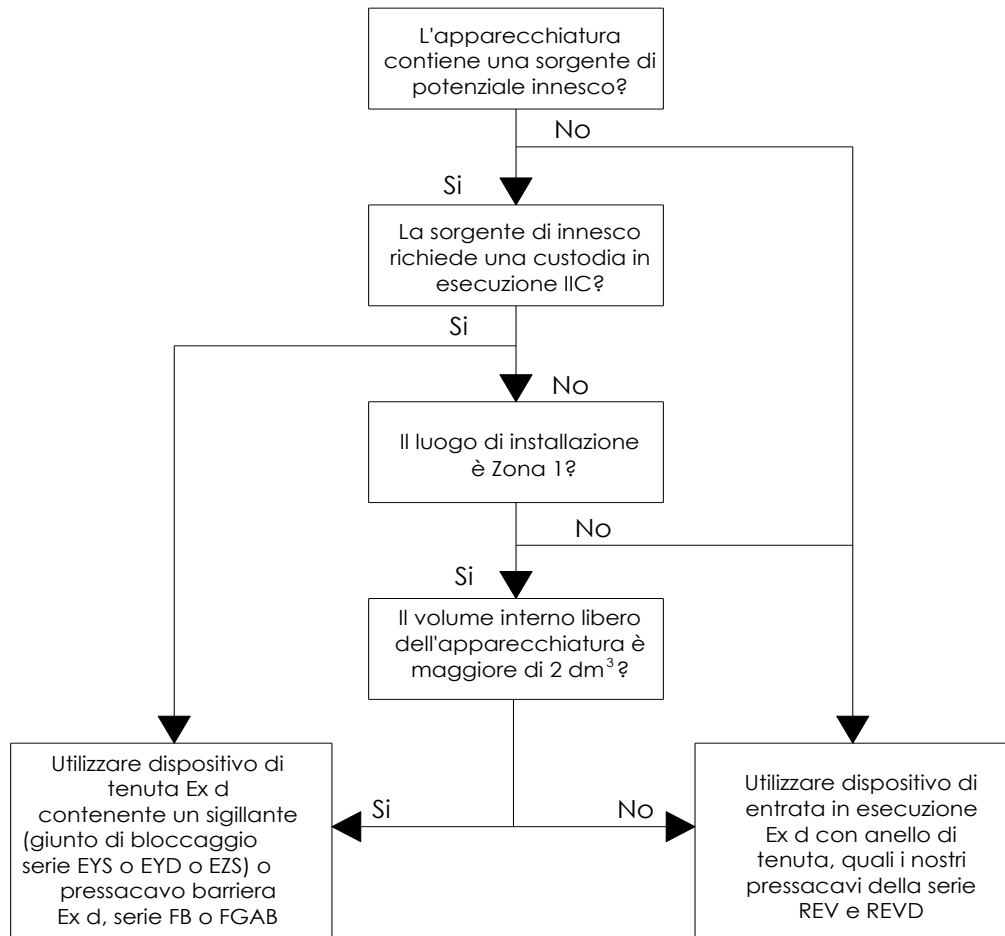 L'apparecchiatura
contiene una sorgente di
potenziale innesco?
No
Si
La sorgente di innesco
richiede una custodia in
esecuzione IIC?
Si
No
Il luogo di installazione
è Zona 1?
No
Si
Il volume interno libero
dell'apparecchiatura è
maggiore di 2 dm³?
Si
No
Utilizzare dispositivo di
tenuta Ex d
contenente un sigillante
(giunto di bloccaggio
serie EYS o EYD o EZS) o
pressacavo barriera
Ex d, serie FB o FGAB
Utilizzare dispositivo di
entrata in esecuzione
Ex d con anello di
tenuta, quali i nostri
pressacavi della serie
REV e REVD